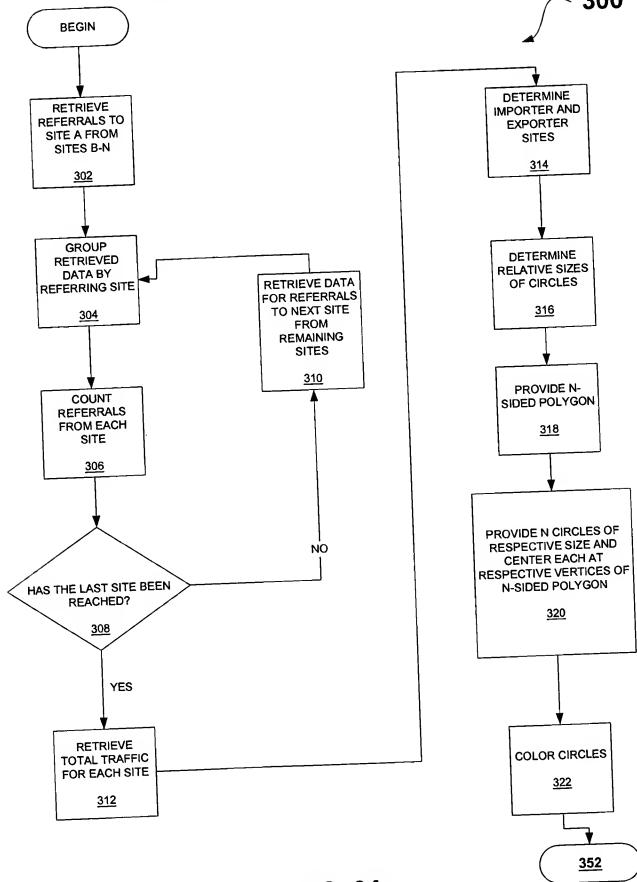 300
BEGIN
RETRIEVE
REFERRALS TO
SITE A FROM
SITES B-N
302
GROUP
RETRIEVED
DATA BY
REFERRING SITE
304
COUNT
REFERRALS
FROM EACH
SITE
306
HAS THE LAST SITE BEEN
REACHED?
308
NO
RETRIEVE DATA
FOR REFERRALS
TO NEXT SITE
FROM
REMAINING
SITES
310
YES
RETRIEVE
TOTAL TRAFFIC
FOR EACH SITE
312
DETERMINE
IMPORTER AND
EXPORTER
SITES
314
DETERMINE
RELATIVE SIZES
OF CIRCLES
316
PROVIDE N-
SIDED POLYGON
318
PROVIDE N CIRCLES OF
RESPECTIVE SIZE AND
CENTER EACH AT
RESPECTIVE VERTICES OF
N-SIDED POLYGON
320
COLOR CIRCLES
322
352